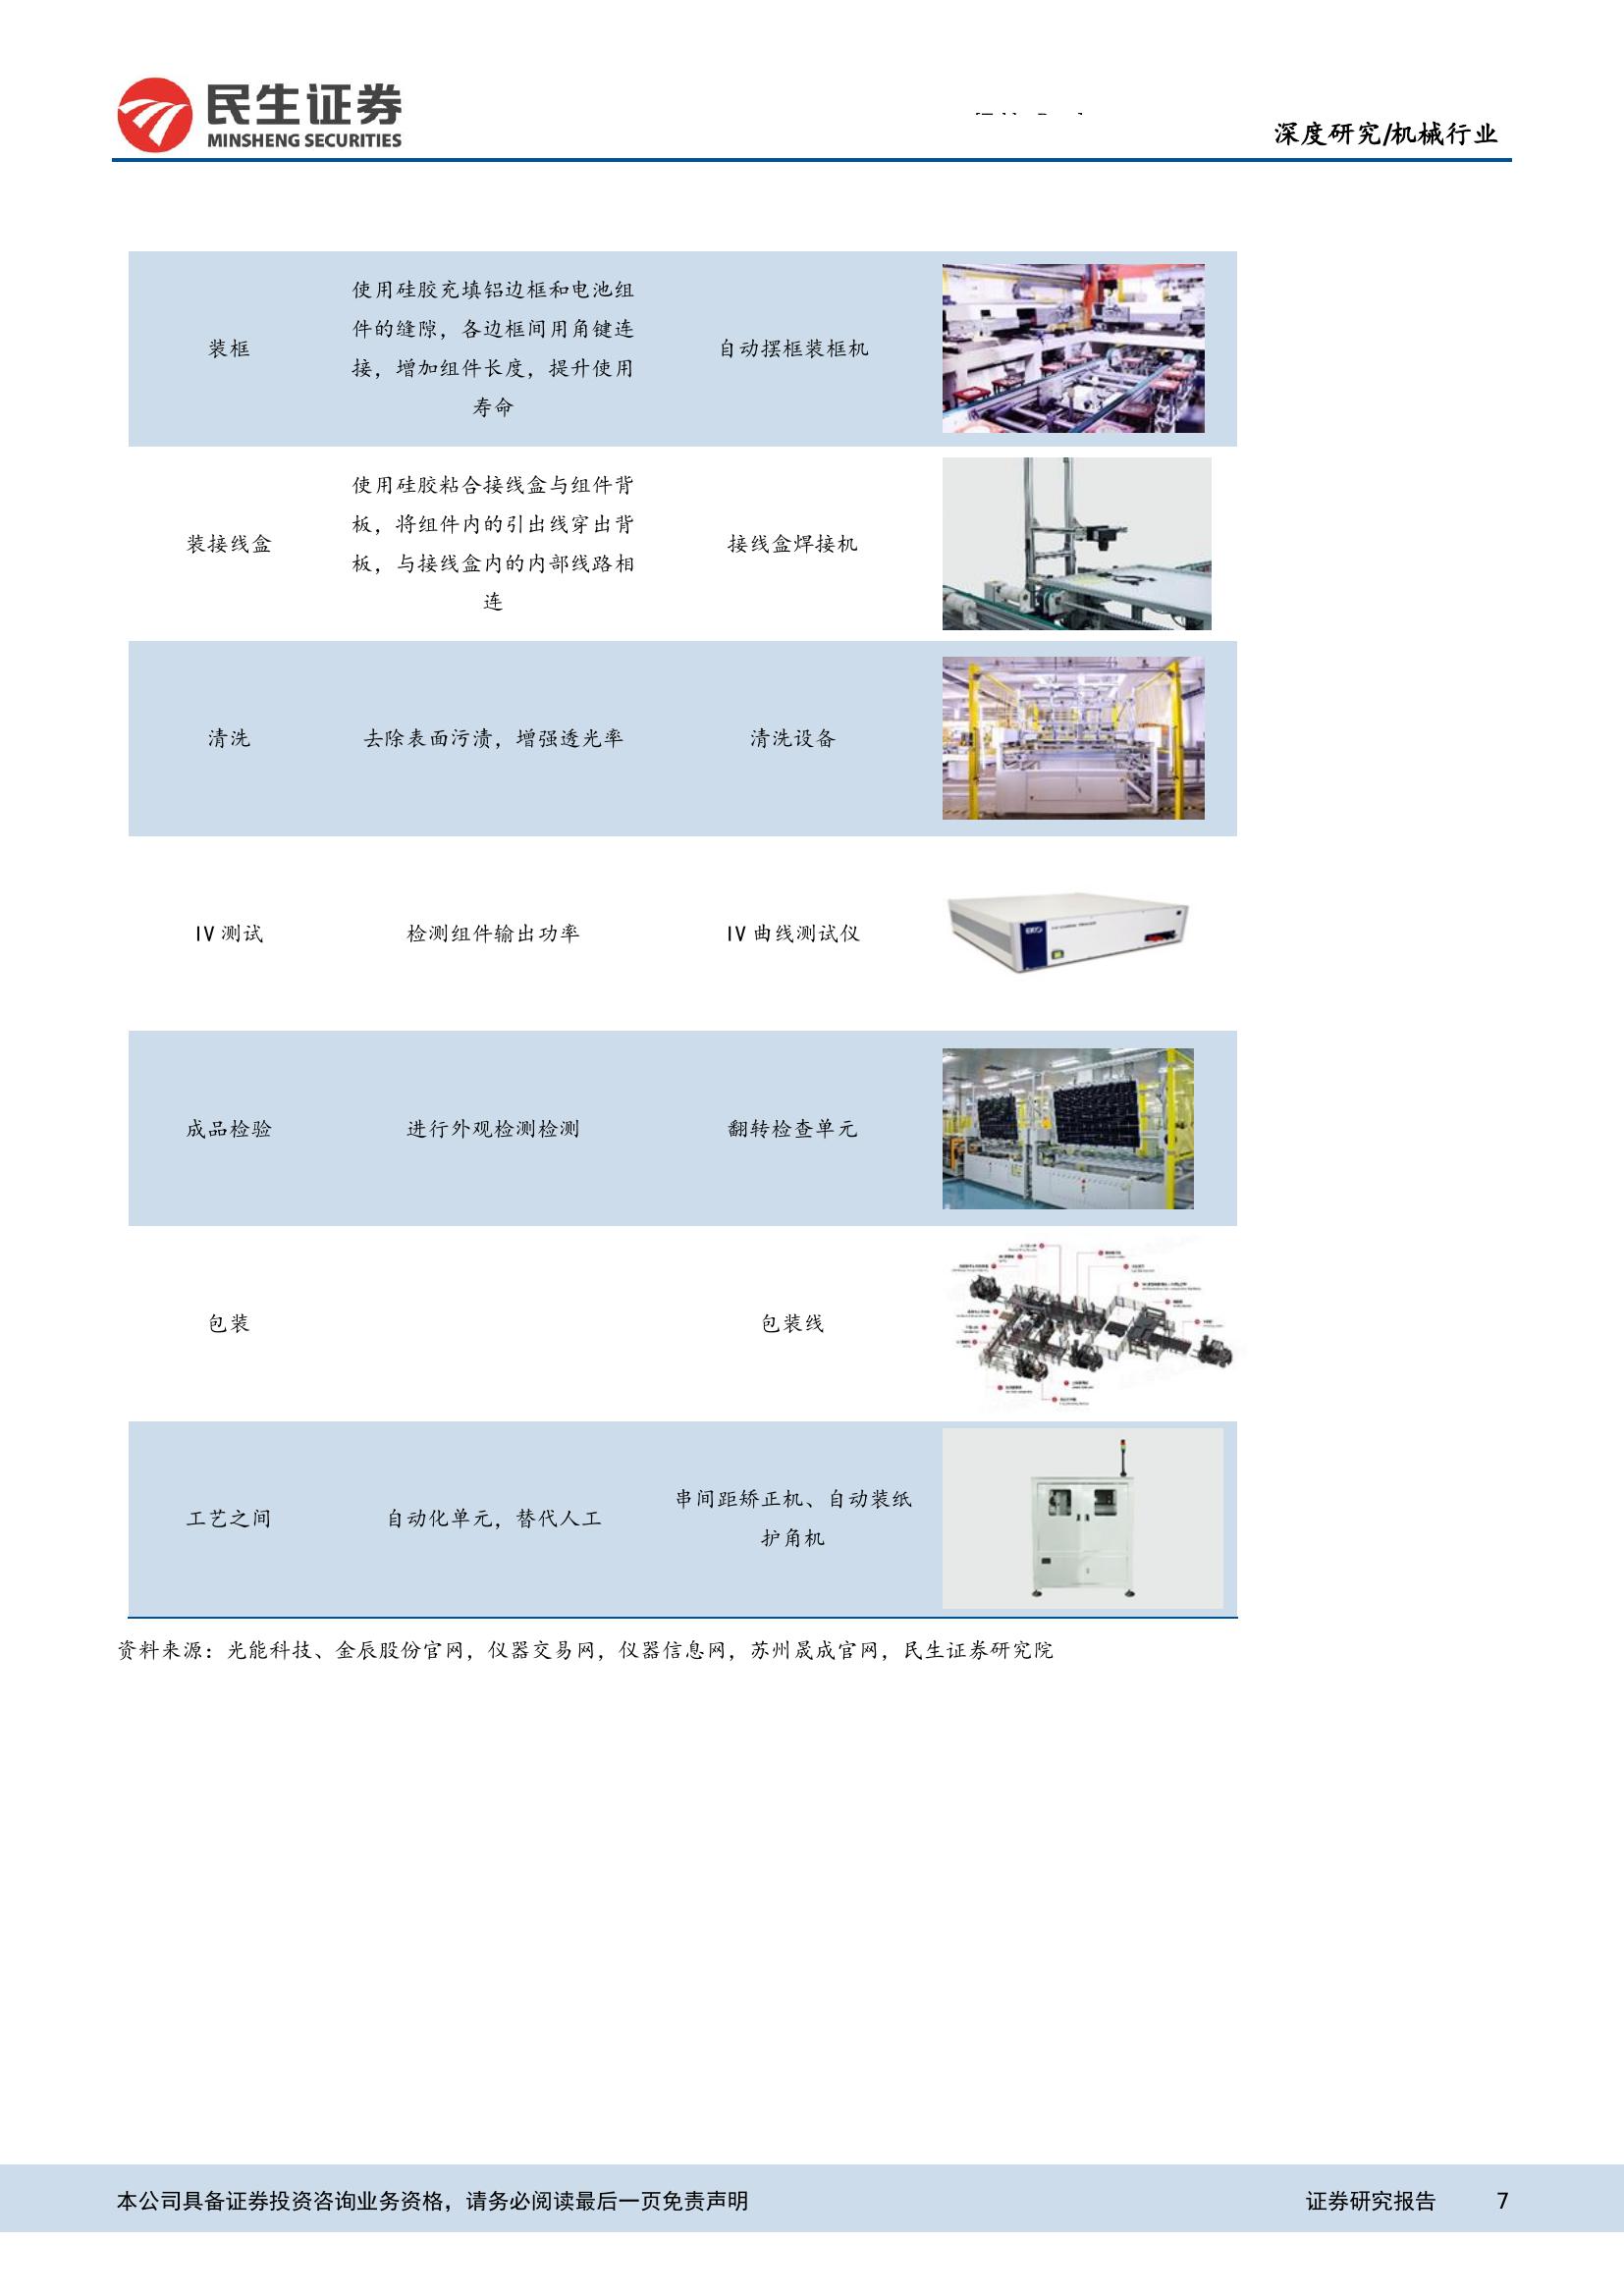 民生证券
MINSHENG SECURITIES
深度研究/机械行业
使用硅胶充填铝边框和电池组
件的缝隙，各边框间用角键连
装框
自动摆框装框机
接，增加组件长度，提升使用
寿命
使用硅胶粘合接线盒与组件背
板，将组件内的引出线穿出背
装接线盒
接线盒焊接机
板，与接线盒内的内部线路相
连
清洗
去除表面污渍，增强透光率
清洗设备
IV 测试
检测组件输出功率
IV 曲线测试仪
成品检验
进行外观检测检测
翻转检查单元
包装
包装线
工艺之间
自动化单元，替代人工
串间距矫正机、自动装纸
护角机
资料来源：光能科技、金辰股份官网，仪器交易网，仪器信息网，苏州晟成官网，民生证券研究院
本公司具备证券投资咨询业务资格，请务必阅读最后一页免责声明
证券研究报告
7